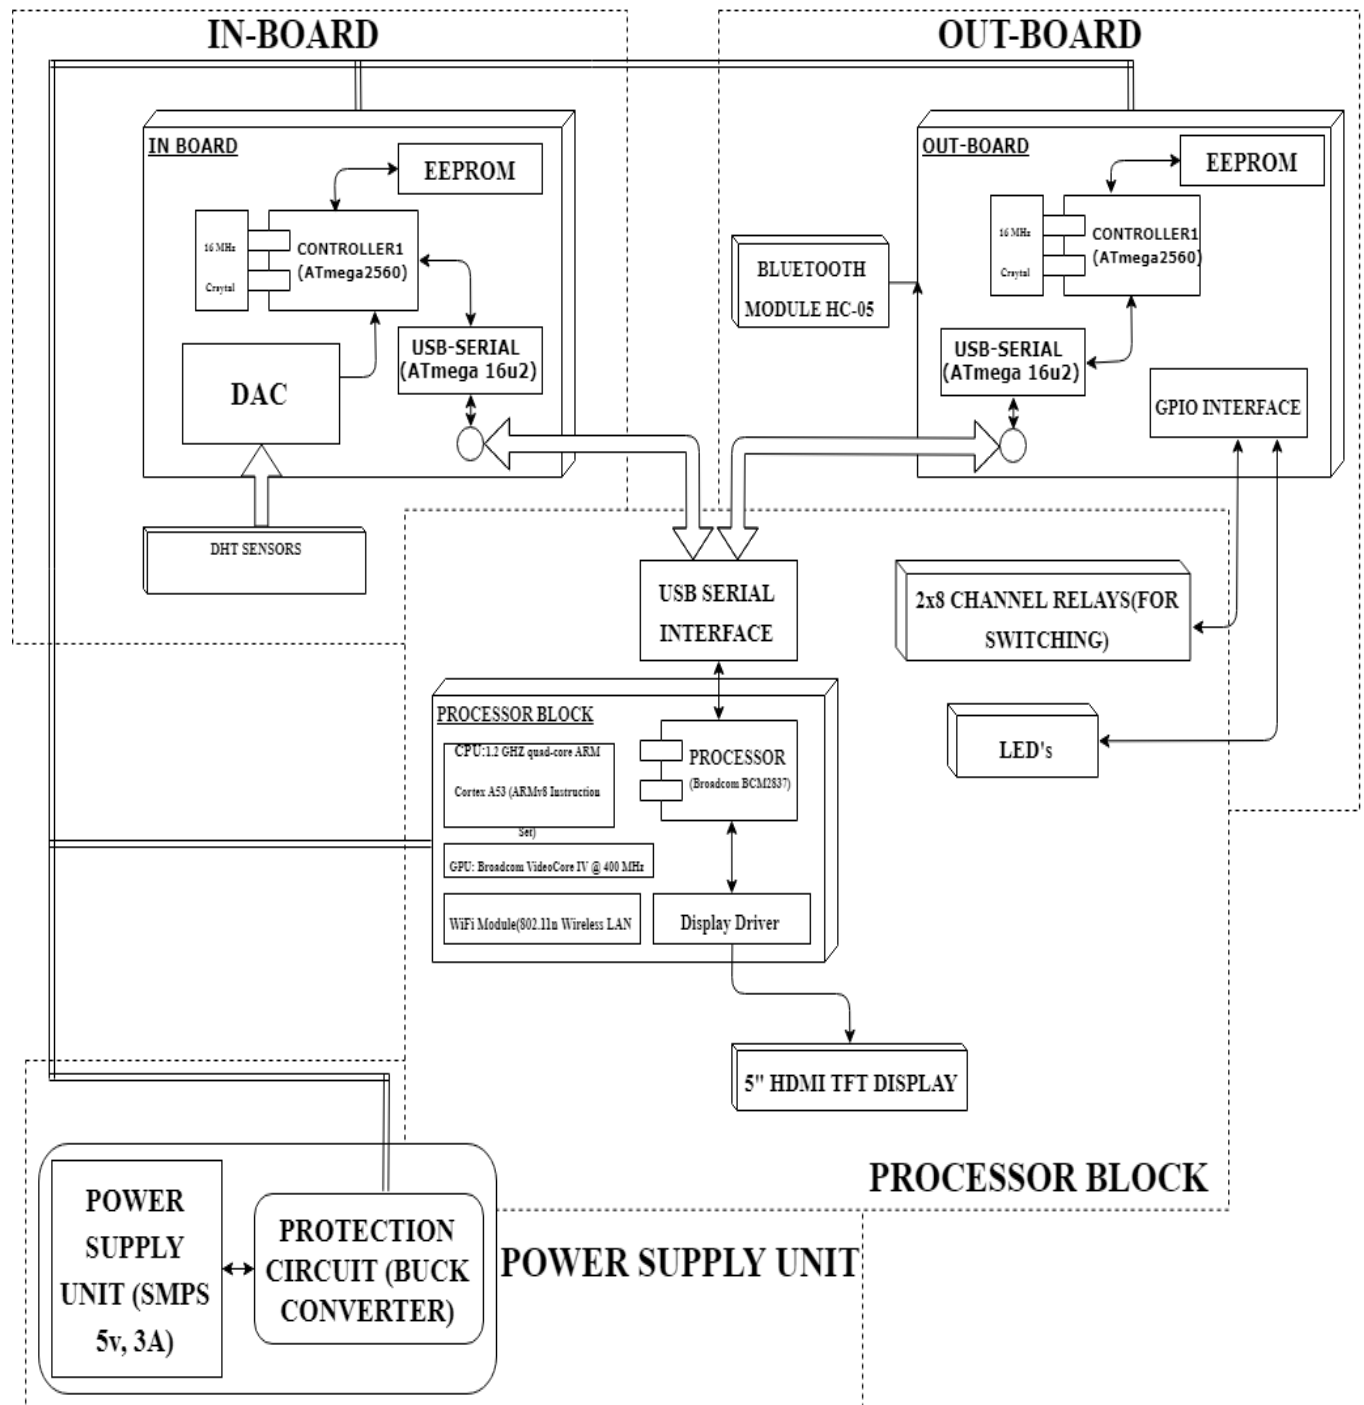 IN-BOARD
OUT-BOARD
IN BOARD
EEPROM
16 MHz
Crsytal
CONTROLLER1
(ATmega2560)
USB-SERIAL
(ATmega 16u2)
DAC
DHT SENSORS
OUT-BOARD
EEPROM
16 MHz
Crsytal
CONTROLLER1
(ATmega2560)
BLUETOOTH
MODULE HC-05
USB-SERIAL
(ATmega 16u2)
GPIO INTERFACE
USB SERIAL
INTERFACE
2x8 CHANNEL RELAYS(FOR
SWITCHING)
LED's
PROCESSOR BLOCK
CPU:1.2 GHZ quad-core ARM
Cortex A53 (ARMv8 Instruction
Set)
PROCESSOR
(Broadcom BCM2837)
GPU: Broadcom VideoCore IV @ 400 MHz
WiFi Module(802.11n Wireless LAN
Display Driver
5" HDMI TFT DISPLAY
PROCESSOR BLOCK
POWER
SUPPLY
UNIT (SMPS
5v, 3A)
PROTECTION
CIRCUIT (BUCK
CONVERTER)
POWER SUPPLY UNIT